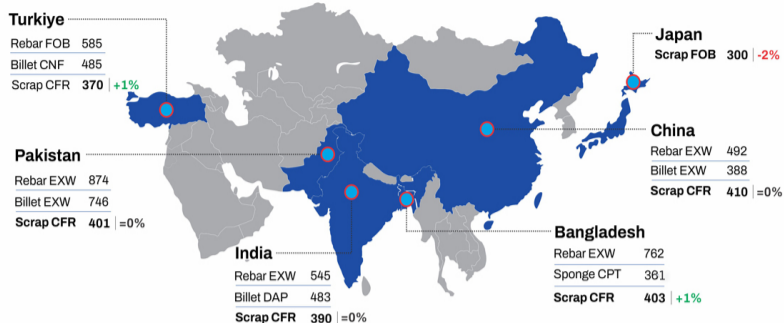 Turkiye
Rebar FOB 585
Billet CNF 485
Scrap CFR 370 +1%
Japan
Scrap FOB 300 -2%
China
Rebar EXW 492
Billet EXW 388
Scrap CFR 410 =0%
Pakistan
Rebar EXW 874
Billet EXW 746
Scrap CFR 401 =0%
India
Rebar EXW 545
Billet DAP 483
Scrap CFR 390 =0%
Bangladesh
Rebar EXW 762
Sponge CPT 361
Scrap CFR 403 +1%